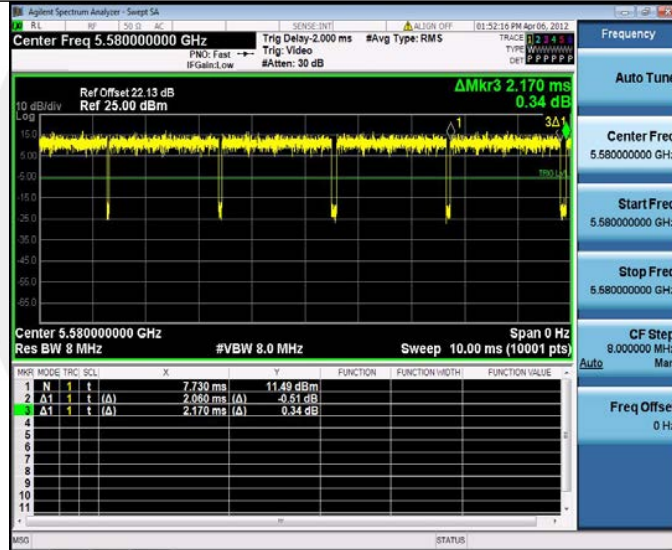 Agilent Spectrum Analyzer - Swept SA
RL RF 50 Ω AC SENSE:INT ALIGN OFF 01:52:16 PM Apr 06, 2012
Center Freq 5.580000000 GHz
PNO: Fast
IFGain:Low
Trig Delay-2.000 ms
Trig: Video
#Atten: 30 dB
#Avg Type: RMS
TRACE 1 2 3 4 5 6
TYPE WWWWWW
DET P P P P P P
ΔMkr3 2.170 ms
0.34 dB
Ref Offset 22.13 dB
10 dB/div Ref 25.00 dBm
Log
1 3Δ1
15.0
5.00
-5.00
TRIG LVL
-15.0
-25.0
-35.0
-45.0
-55.0
-65.0
Center 5.580000000 GHz Span 0 Hz
Res BW 8 MHz #VBW 8.0 MHz Sweep 10.00 ms (10001 pts)
MKR MODE TRC SCL X Y FUNCTION FUNCTION WIDTH FUNCTION VALUE
1 N 1 t 7.730 ms 11.49 dBm
2 Δ1 1 t (Δ) 2.060 ms (Δ) -0.51 dB
3 Δ1 1 t (Δ) 2.170 ms (Δ) 0.34 dB
4
5
6
7
8
9
10
11
MSG STATUS
Frequency
Auto Tune
Center Freq
5.580000000 GHz
Start Freq
5.580000000 GHz
Stop Freq
5.580000000 GHz
CF Step
8.000000 MHz
Auto Man
Freq Offset
0 Hz